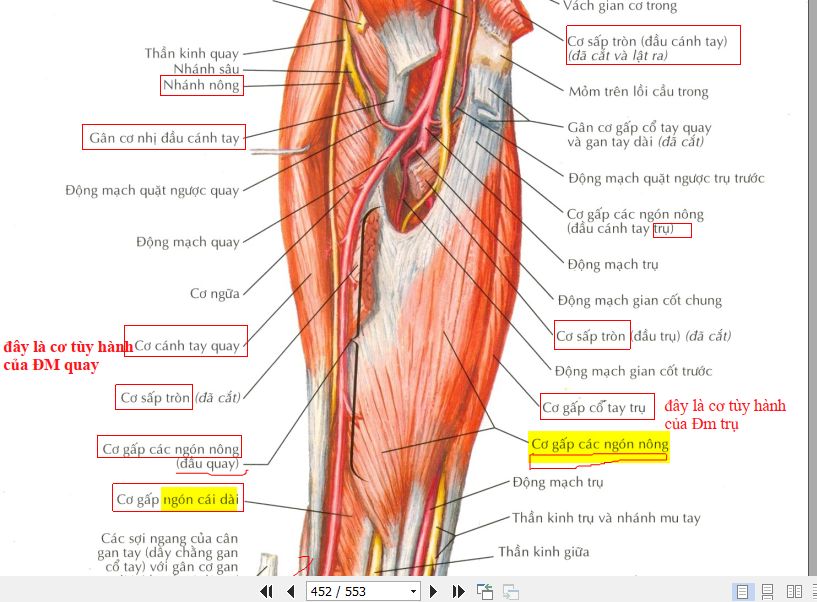 Thần kinh quay
Nhánh sâu
Nhánh nông
Gân cơ nhị đầu cánh tay
Động mạch quặt ngược quay
Động mạch quay
Cơ ngữa
đây là cơ tùy hành
của ĐM quay
Cơ cánh tay quay
Cơ sấp tròn (đã cắt)
Cơ gấp các ngón nông
(đầu quay)
Cơ gấp ngón cái dài
Các sợi ngang của cân
gan tay (dây chằng gan
cổ tay) với gân cơ gan
Vách gian cơ trong
Cơ sấp tròn (đầu cánh tay)
(đã cắt và lật ra)
Mỏm trên lồi cầu trong
Gân cơ gấp cổ tay quay
và gan tay dài (đã cắt)
Động mạch quặt ngược trụ trước
Cơ gấp các ngón nông
(đầu cánh tay trụ)
Động mạch trụ
Động mạch gian cốt chung
Cơ sấp tròn (đầu trụ) (đã cắt)
Động mạch gian cốt trước
Cơ gấp cổ tay trụ
đây là cơ tùy hành
của Đm trụ
Cơ gấp các ngón nông
Động mạch trụ
Thần kinh trụ và nhánh mu tay
Thần kinh giữa
452 / 553